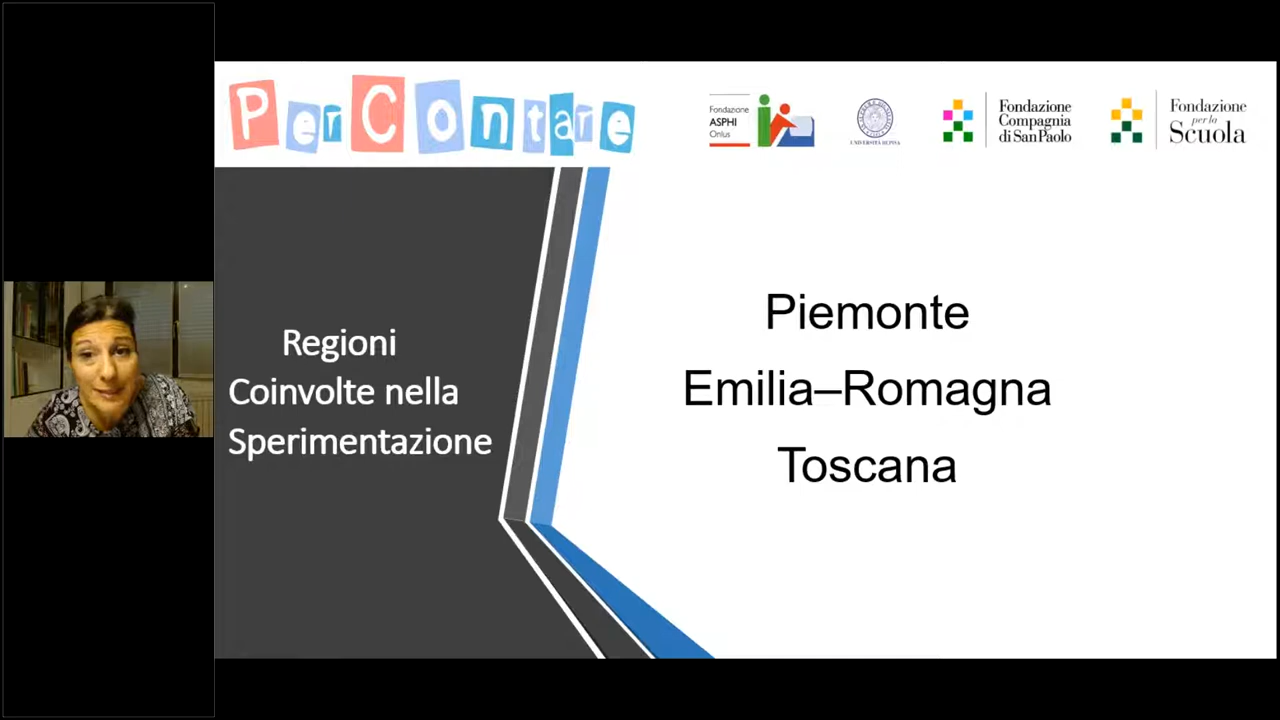 PerContare
Fondazione
ASPHI
Onlus
Fondazione
Compagnia
di San Paolo
Fondazione
per la
Scuola
Regioni
Coinvolte nella
Sperimentazione
Piemonte
Emilia–Romagna
Toscana